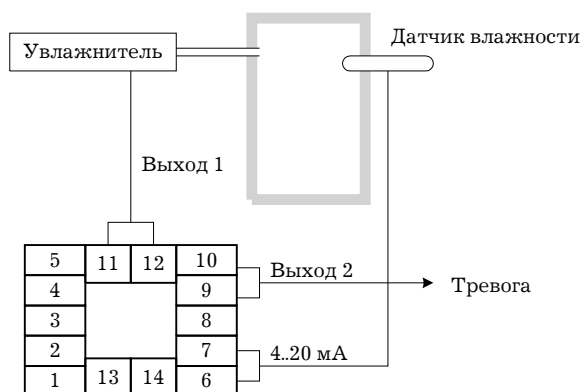 Увлажнитель
Датчик влажности
Выход 1
5 11 12 10
4 9
3 8
2 7
1 13 14 6
Выход 2
Тревога
4..20 мА